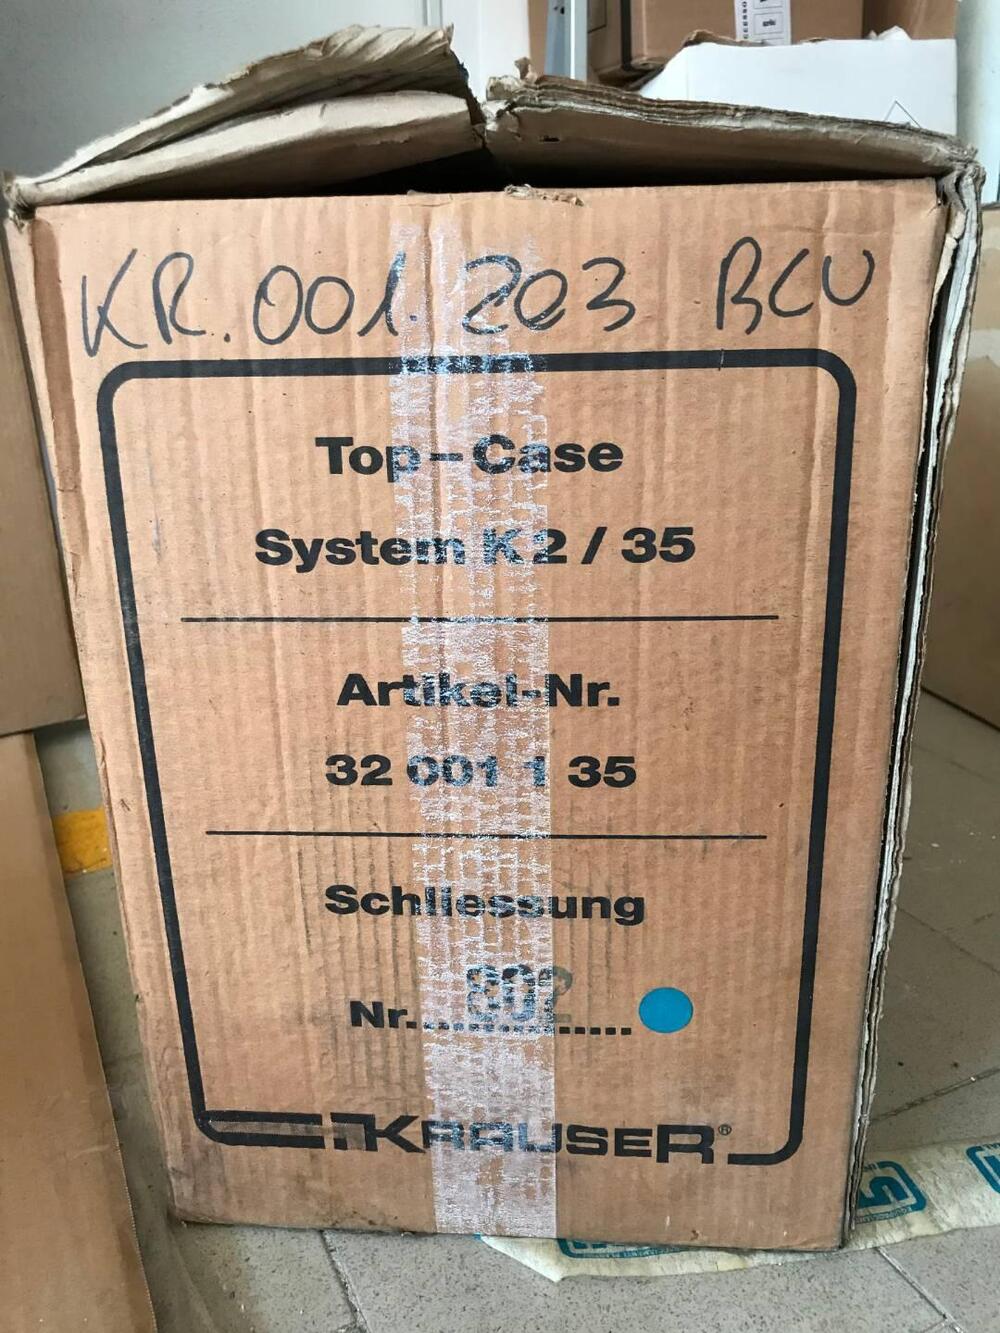 KR.001.203 BCU
Top-Case
System K2/35
Artikel-Nr.
32 001 1 35
Schliessung
Nr....802.....
KRAUSER®